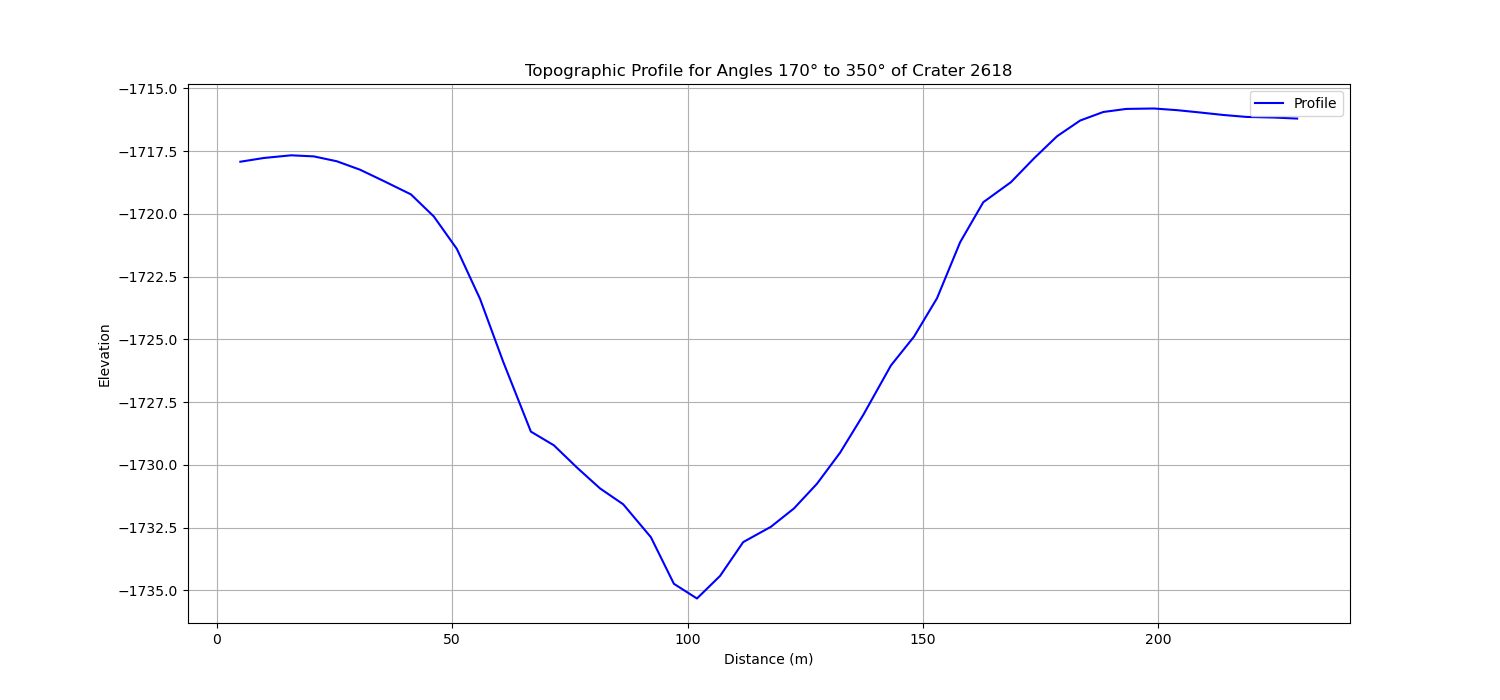 Topographic Profile for Angles 170° to 350° of Crater 2618
Profile
Elevation
−1715.0
−1717.5
−1720.0
−1722.5
−1725.0
−1727.5
−1730.0
−1732.5
−1735.0
0 50 100 150 200
Distance (m)